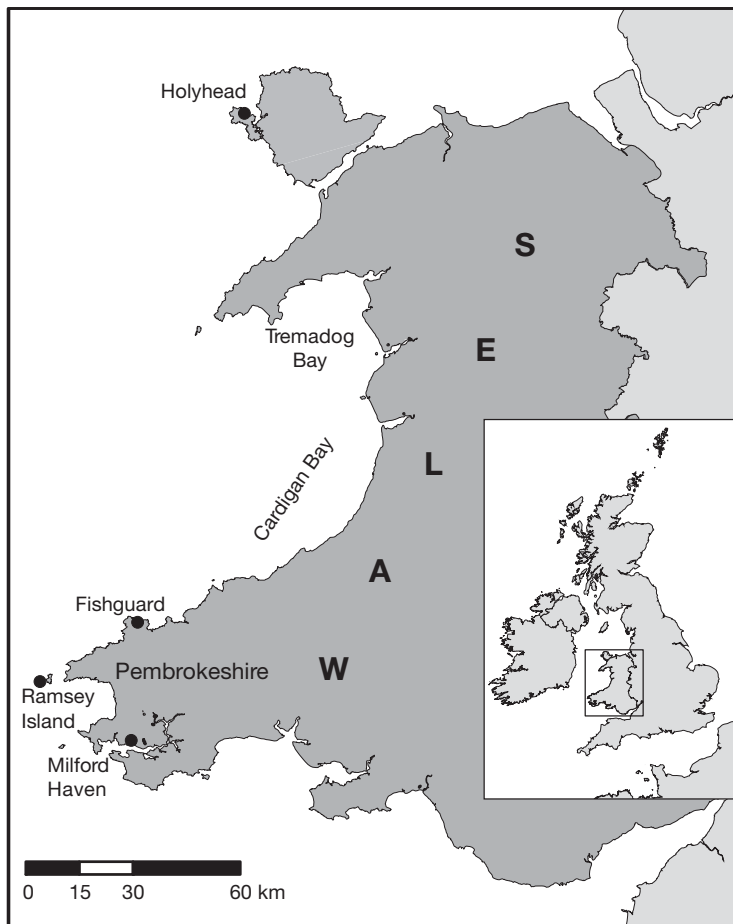 Holyhead
S
Tremadog
Bay
E
L
Cardigan Bay
A
Fishguard
Pembrokeshire
W
Ramsey
Island
Milford
Haven
0 15 30 60 km